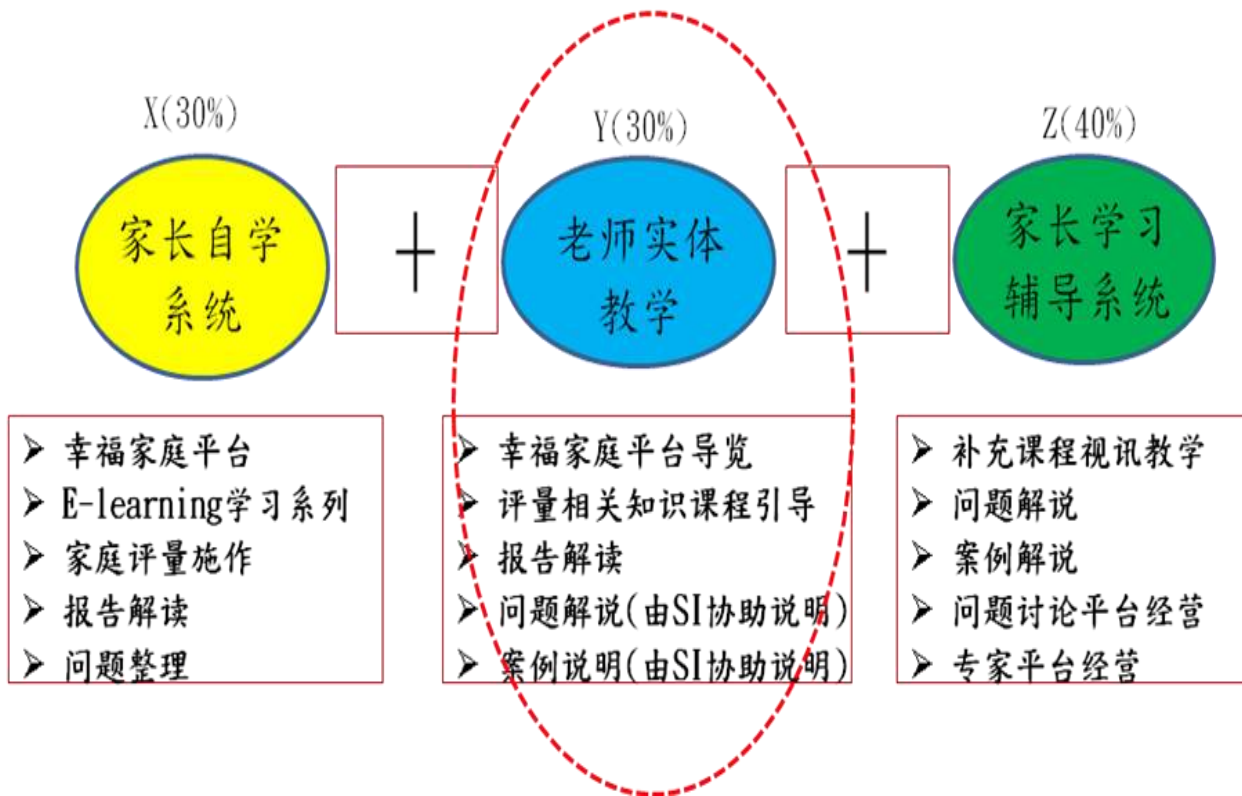 X(30%)
家长自学
系统
+
Y(30%)
老师实体
教学
+
Z(40%)
家长学习
辅导系统
➢ 幸福家庭平台
➢ E-learning学习系列
➢ 家庭评量施作
➢ 报告解读
➢ 问题整理
➢ 幸福家庭平台导览
➢ 评量相关知识课程引导
➢ 报告解读
➢ 问题解说(由SI协助说明)
➢ 案例说明(由SI协助说明)
➢ 补充课程视讯教学
➢ 问题解说
➢ 案例解说
➢ 问题讨论平台经营
➢ 专家平台经营